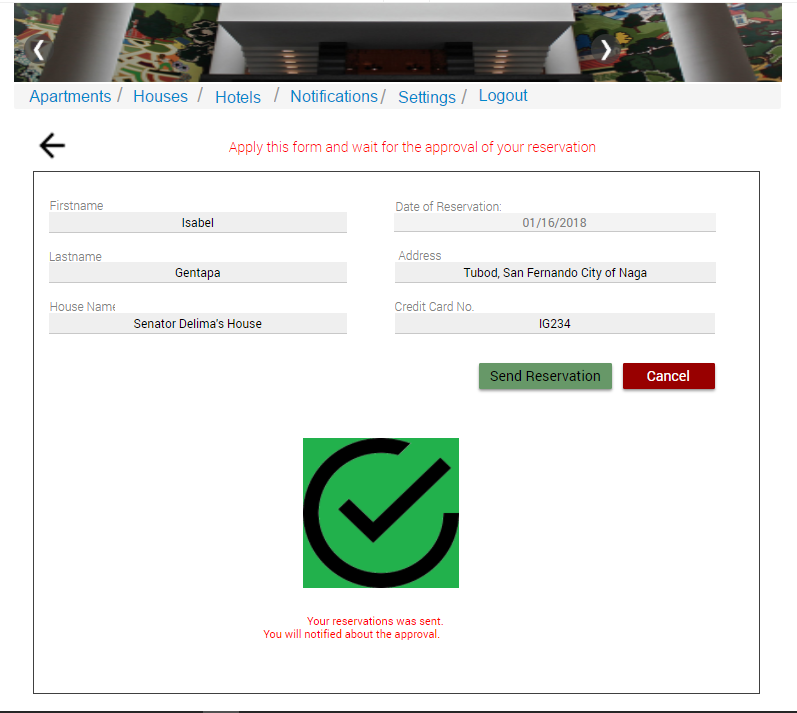 Apartments / Houses / Hotels / Notifications / Settings / Logout
Apply this form and wait for the approval of your reservation
Firstname
Isabel
Date of Reservation:
01/16/2018
Lastname
Gentapa
Address
Tubod, San Fernando City of Naga
House Name
Senator Delima's House
Credit Card No.
IG234
Send Reservation
Cancel
Your reservations was sent.
You will notified about the approval.